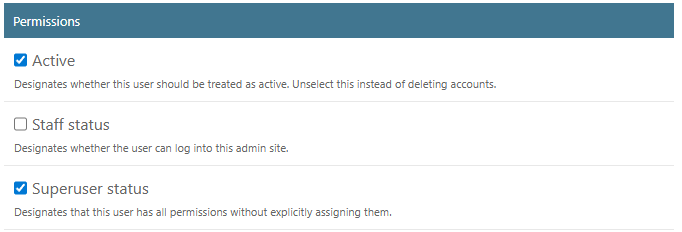 Permissions
Active
Designates whether this user should be treated as active. Unselect this instead of deleting accounts.
Staff status
Designates whether the user can log into this admin site.
Superuser status
Designates that this user has all permissions without explicitly assigning them.